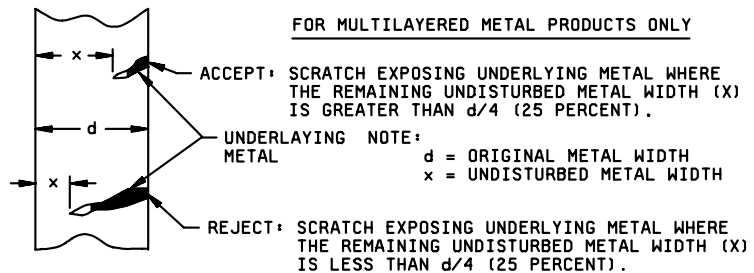 FOR MULTILAYERED METAL PRODUCTS ONLY
x
ACCEPT: SCRATCH EXPOSING UNDERLYING METAL WHERE
THE REMAINING UNDISTURBED METAL WIDTH (X)
IS GREATER THAN d/4 (25 PERCENT).
d
UNDERLAYING
METAL
NOTE:
d = ORIGINAL METAL WIDTH
x = UNDISTURBED METAL WIDTH
x
REJECT: SCRATCH EXPOSING UNDERLYING METAL WHERE
THE REMAINING UNDISTURBED METAL WIDTH (X)
IS LESS THAN d/4 (25 PERCENT).